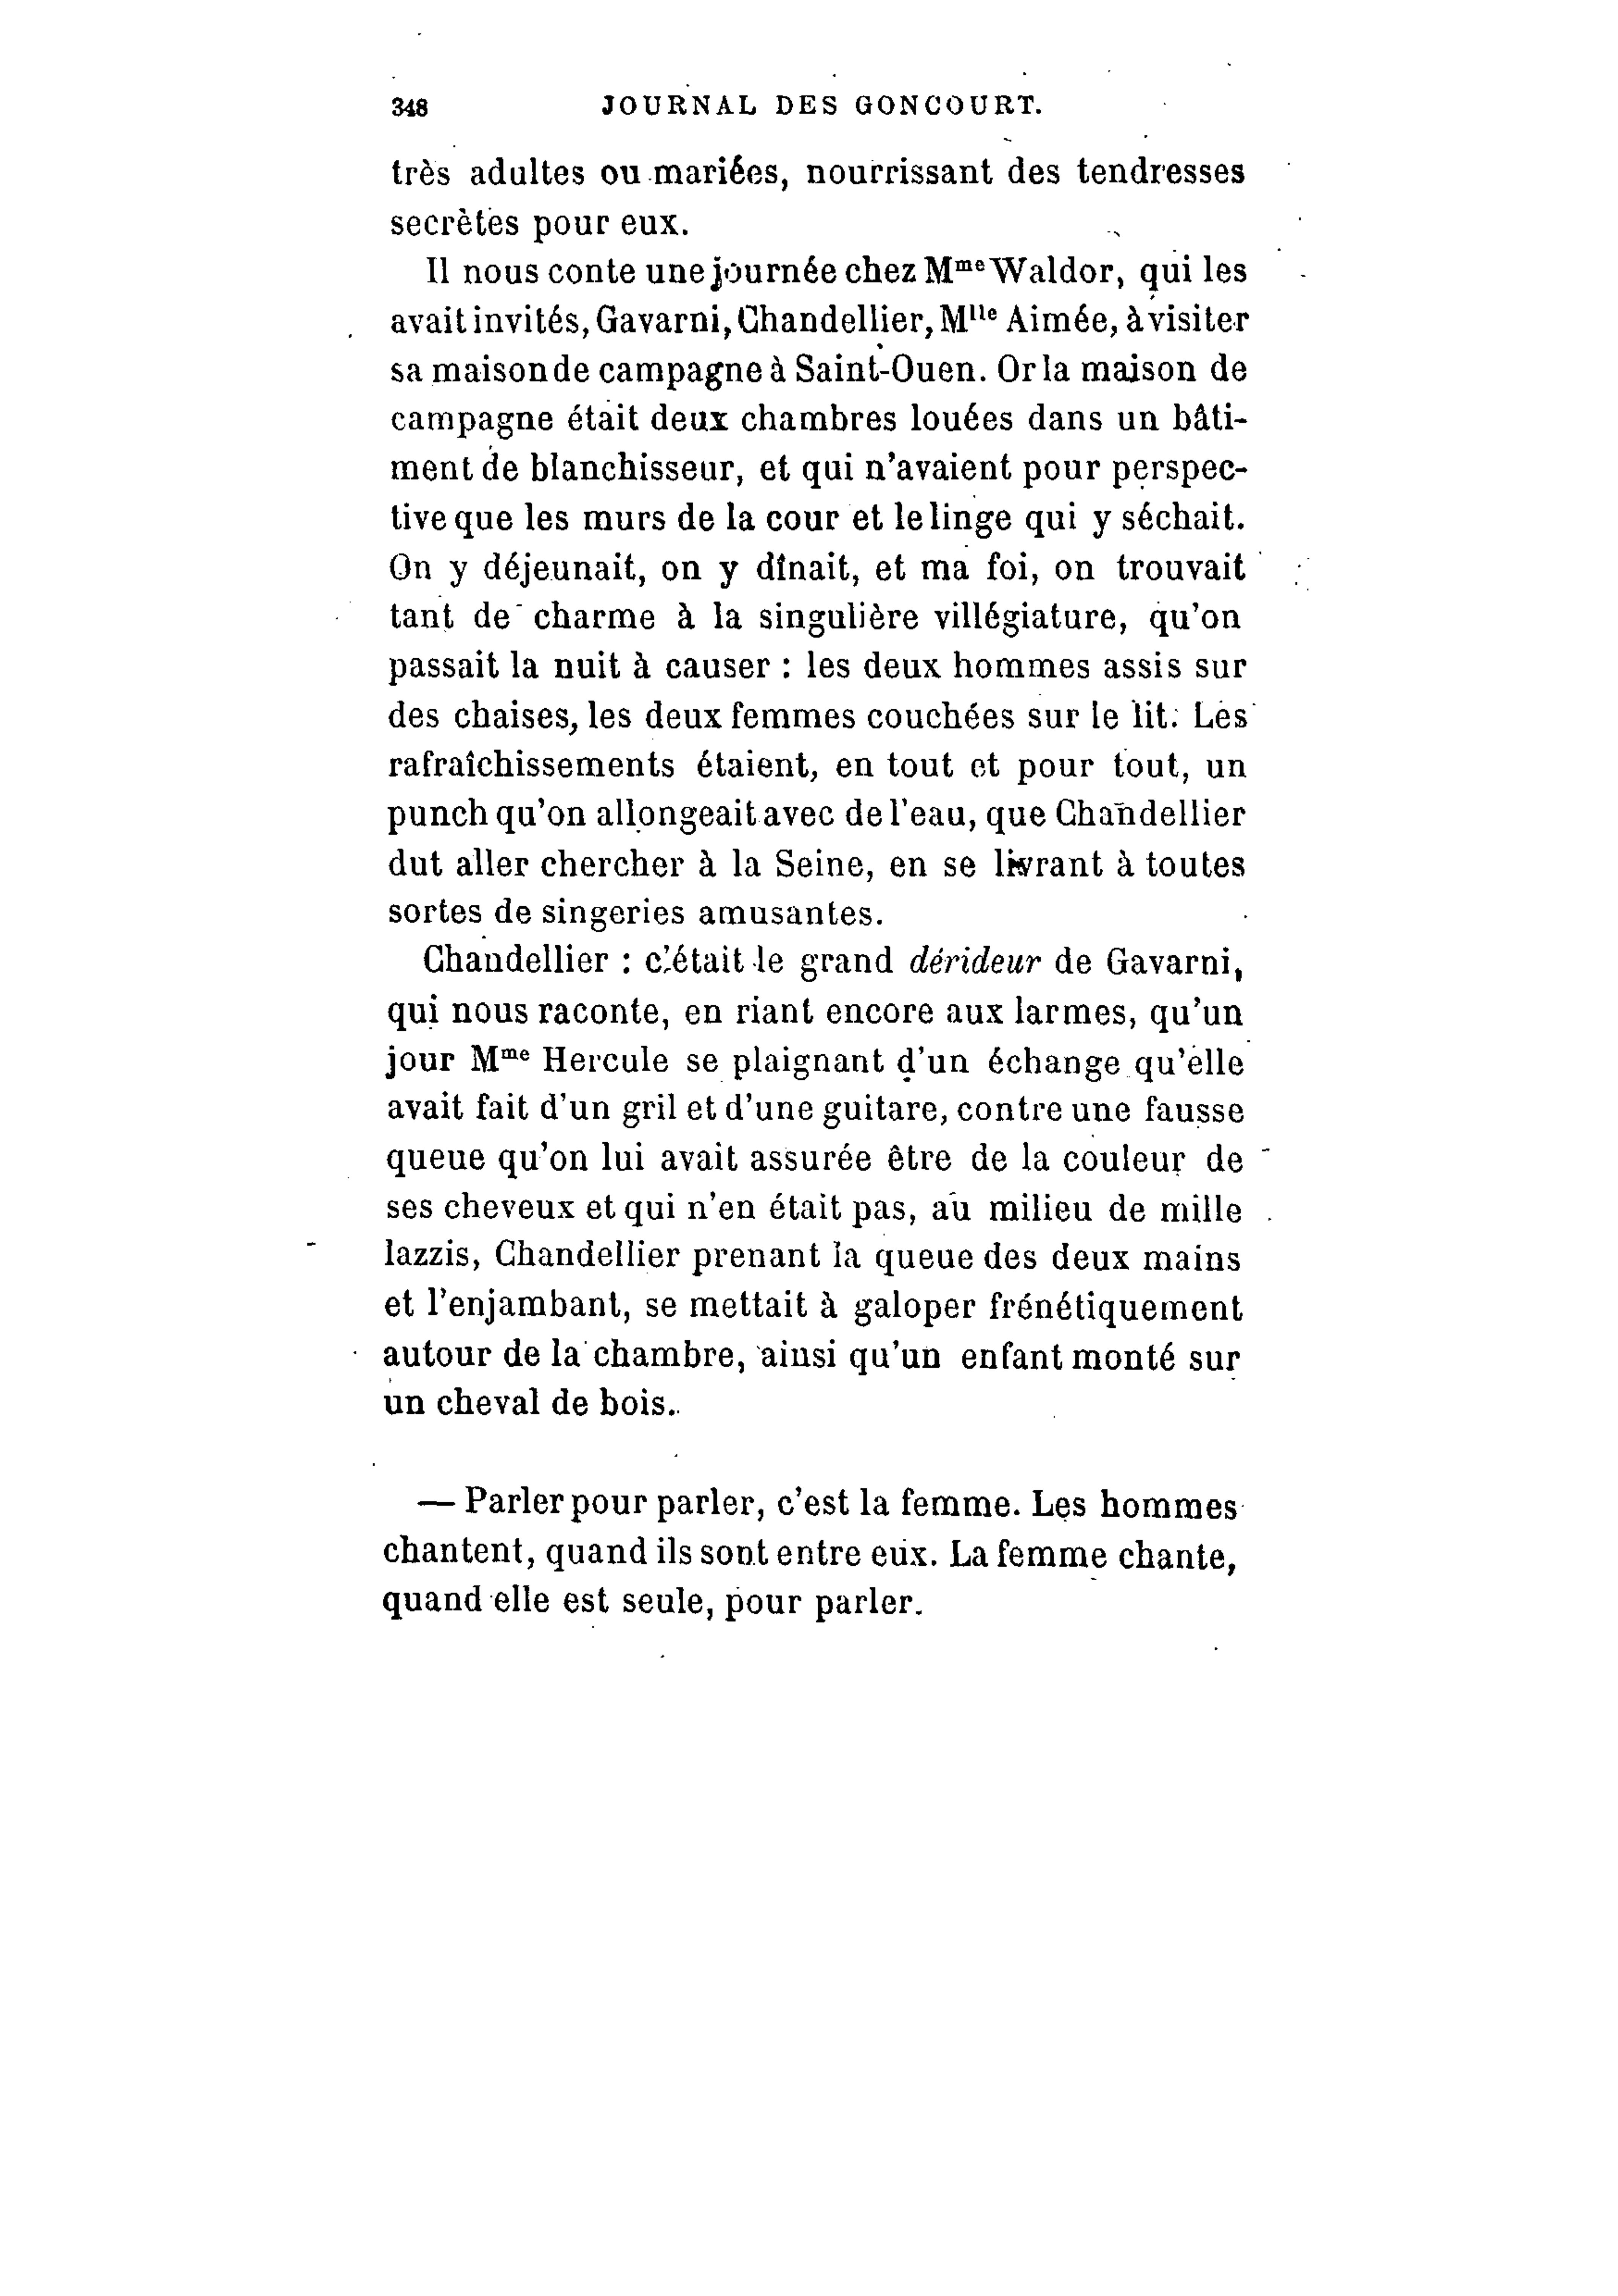 348 JOURNAL DES GONCOURT.
très adultes ou mariées, nourrissant des tendresses
secrètes pour eux.
Il nous conte une journée chez Mme Waldor, qui les
avait invités, Gavarni, Chandellier, Mlle Aimée, à visiter
sa maison de campagne à Saint-Ouen. Or la maison de
campagne était deux chambres louées dans un bâti-
ment de blanchisseur, et qui n'avaient pour perspec-
tive que les murs de la cour et le linge qui y séchait.
On y déjeunait, on y dînait, et ma foi, on trouvait
tant de charme à la singulière villégiature, qu'on
passait la nuit à causer : les deux hommes assis sur
des chaises, les deux femmes couchées sur le lit. Les
rafraîchissements étaient, en tout et pour tout, un
punch qu'on allongeait avec de l'eau, que Chandellier
dut aller chercher à la Seine, en se livrant à toutes
sortes de singeries amusantes.
Chandellier : c'était le grand dérideur de Gavarni,
qui nous raconte, en riant encore aux larmes, qu'un
jour Mme Hercule se plaignant d'un échange qu'elle
avait fait d'un gril et d'une guitare, contre une fausse
queue qu'on lui avait assurée être de la couleur de
ses cheveux et qui n'en était pas, au milieu de mille
lazzis, Chandellier prenant la queue des deux mains
et l'enjambant, se mettait à galoper frénétiquement
autour de la chambre, ainsi qu'un enfant monté sur
un cheval de bois.
— Parler pour parler, c'est la femme. Les hommes
chantent, quand ils sont entre eux. La femme chante,
quand elle est seule, pour parler.